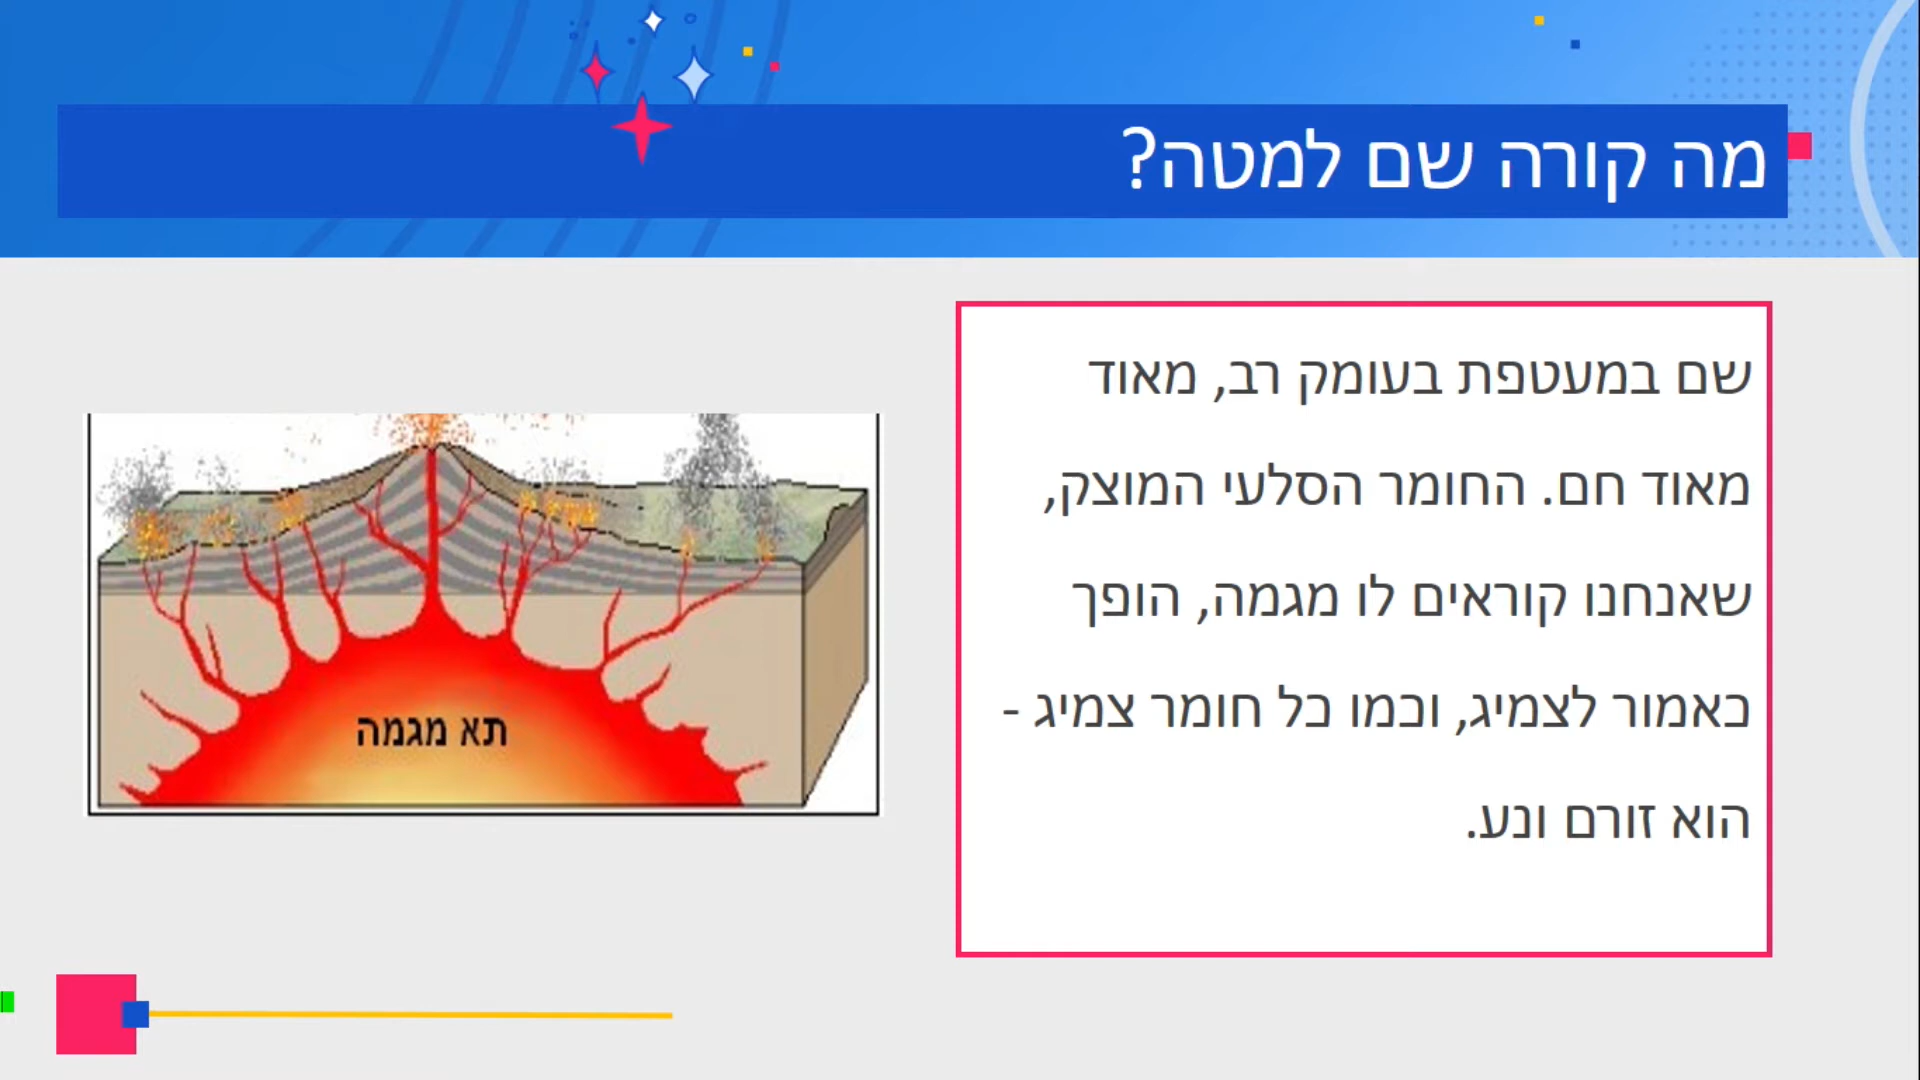 מה קורה שם למטה?
שם במעטפת בעומק רב, מאוד
מאוד חם. החומר הסלעי המוצק,
שאנחנו קוראים לו מגמה, הופך
כאמור לצמיג, וכמו כל חומר צמיג -
הוא זורם ונע.
תא מגמה